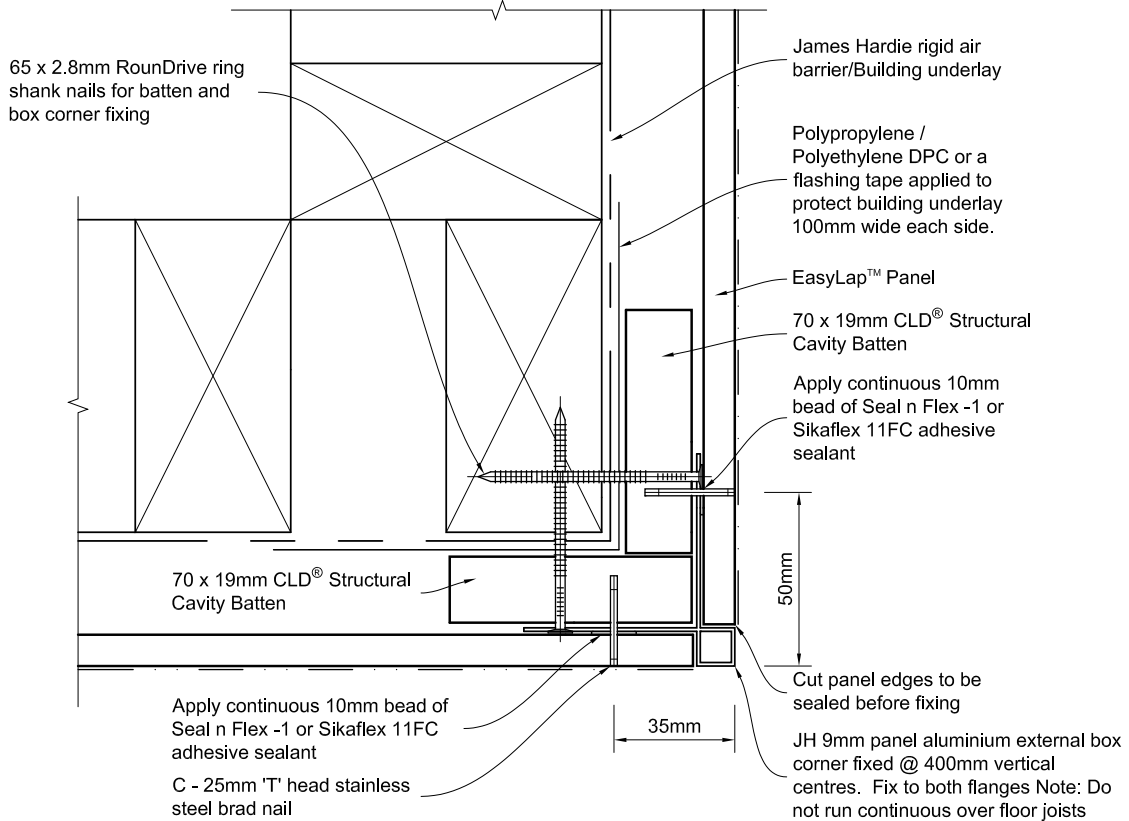 65 x 2.8mm RounDrive ring
shank nails for batten and
box corner fixing
James Hardie rigid air
barrier/Building underlay
Polypropylene /
Polyethylene DPC or a
flashing tape applied to
protect building underlay
100mm wide each side.
EasyLap™ Panel
70 x 19mm CLD® Structural
Cavity Batten
Apply continuous 10mm
bead of Seal n Flex -1 or
Sikaflex 11FC adhesive
sealant
50mm
70 x 19mm CLD® Structural
Cavity Batten
Cut panel edges to be
sealed before fixing
35mm
Apply continuous 10mm bead of
Seal n Flex -1 or Sikaflex 11FC
adhesive sealant
C - 25mm 'T' head stainless
steel brad nail
JH 9mm panel aluminium external box
corner fixed @ 400mm vertical
centres. Fix to both flanges Note: Do
not run continuous over floor joists